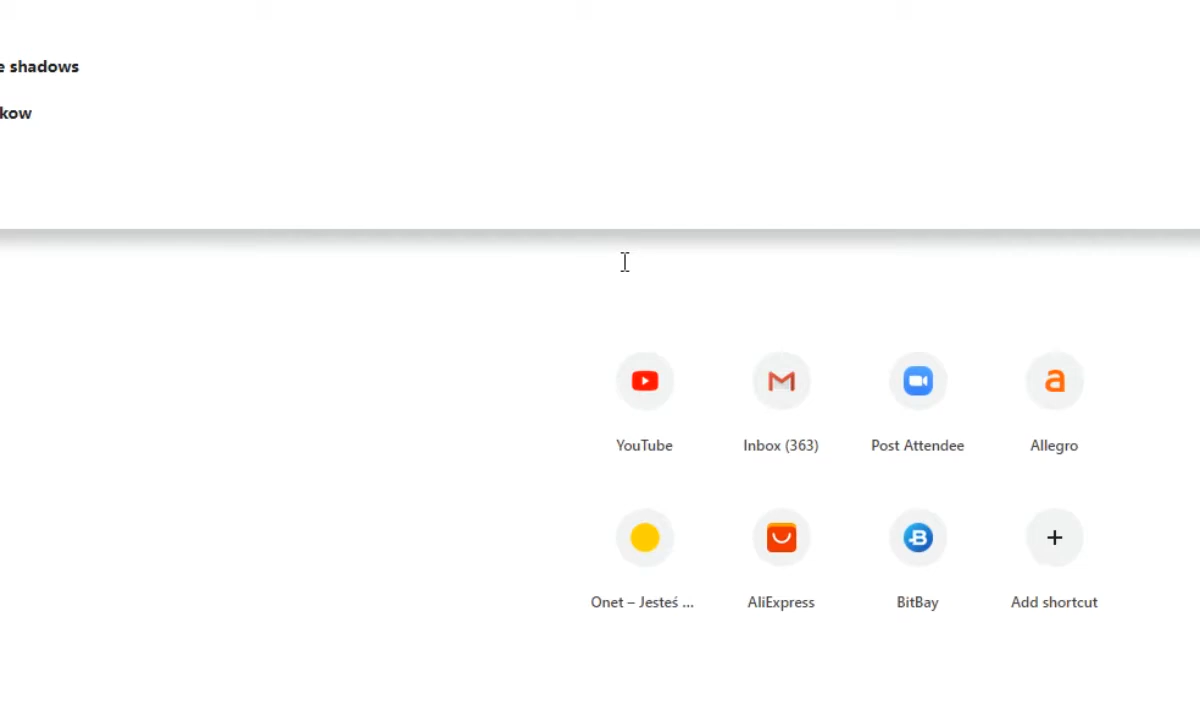 e shadows
kow
YouTube
Inbox (363)
Post Attendee
Allegro
Onet – Jesteś ...
AliExpress
BitBay
Add shortcut